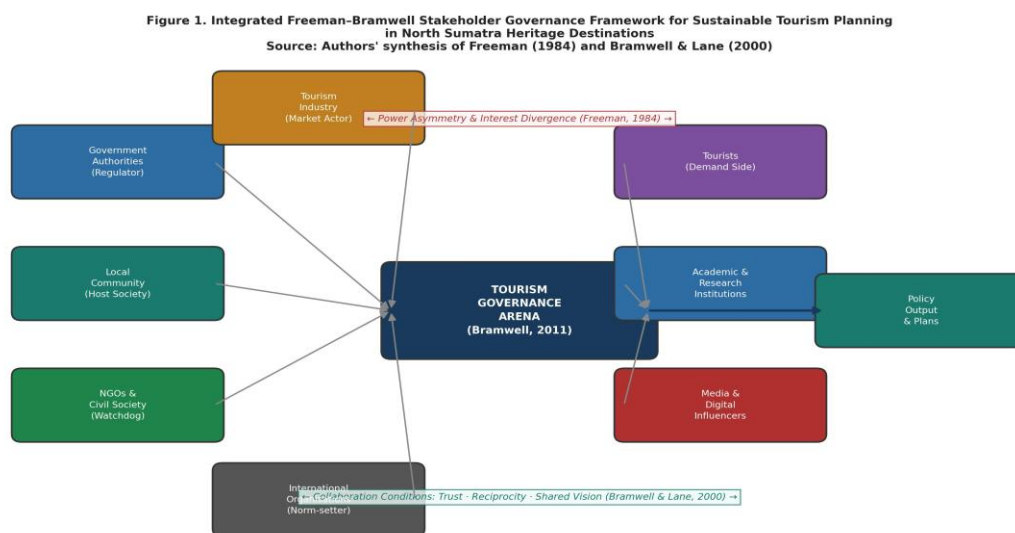 Figure 1. Integrated Freeman–Bramwell Stakeholder Governance Framework for Sustainable Tourism Planning
in North Sumatra Heritage Destinations
Source: Authors' synthesis of Freeman (1984) and Bramwell & Lane (2000)
Tourism
Industry
(Market Actor)
← Power Asymmetry & Interest Divergence (Freeman, 1984) →
Government
Authorities
(Regulator)
Tourists
(Demand Side)
Local
Community
(Host Society)
TOURISM
GOVERNANCE
ARENA
(Bramwell, 2011)
Academic &
Research
Institutions
Policy
Output
& Plans
NGOs &
Civil Society
(Watchdog)
Media &
Digital
Influencers
International
(Norm-setter)
← Collaboration Conditions: Trust · Reciprocity · Shared Vision (Bramwell & Lane, 2000) →